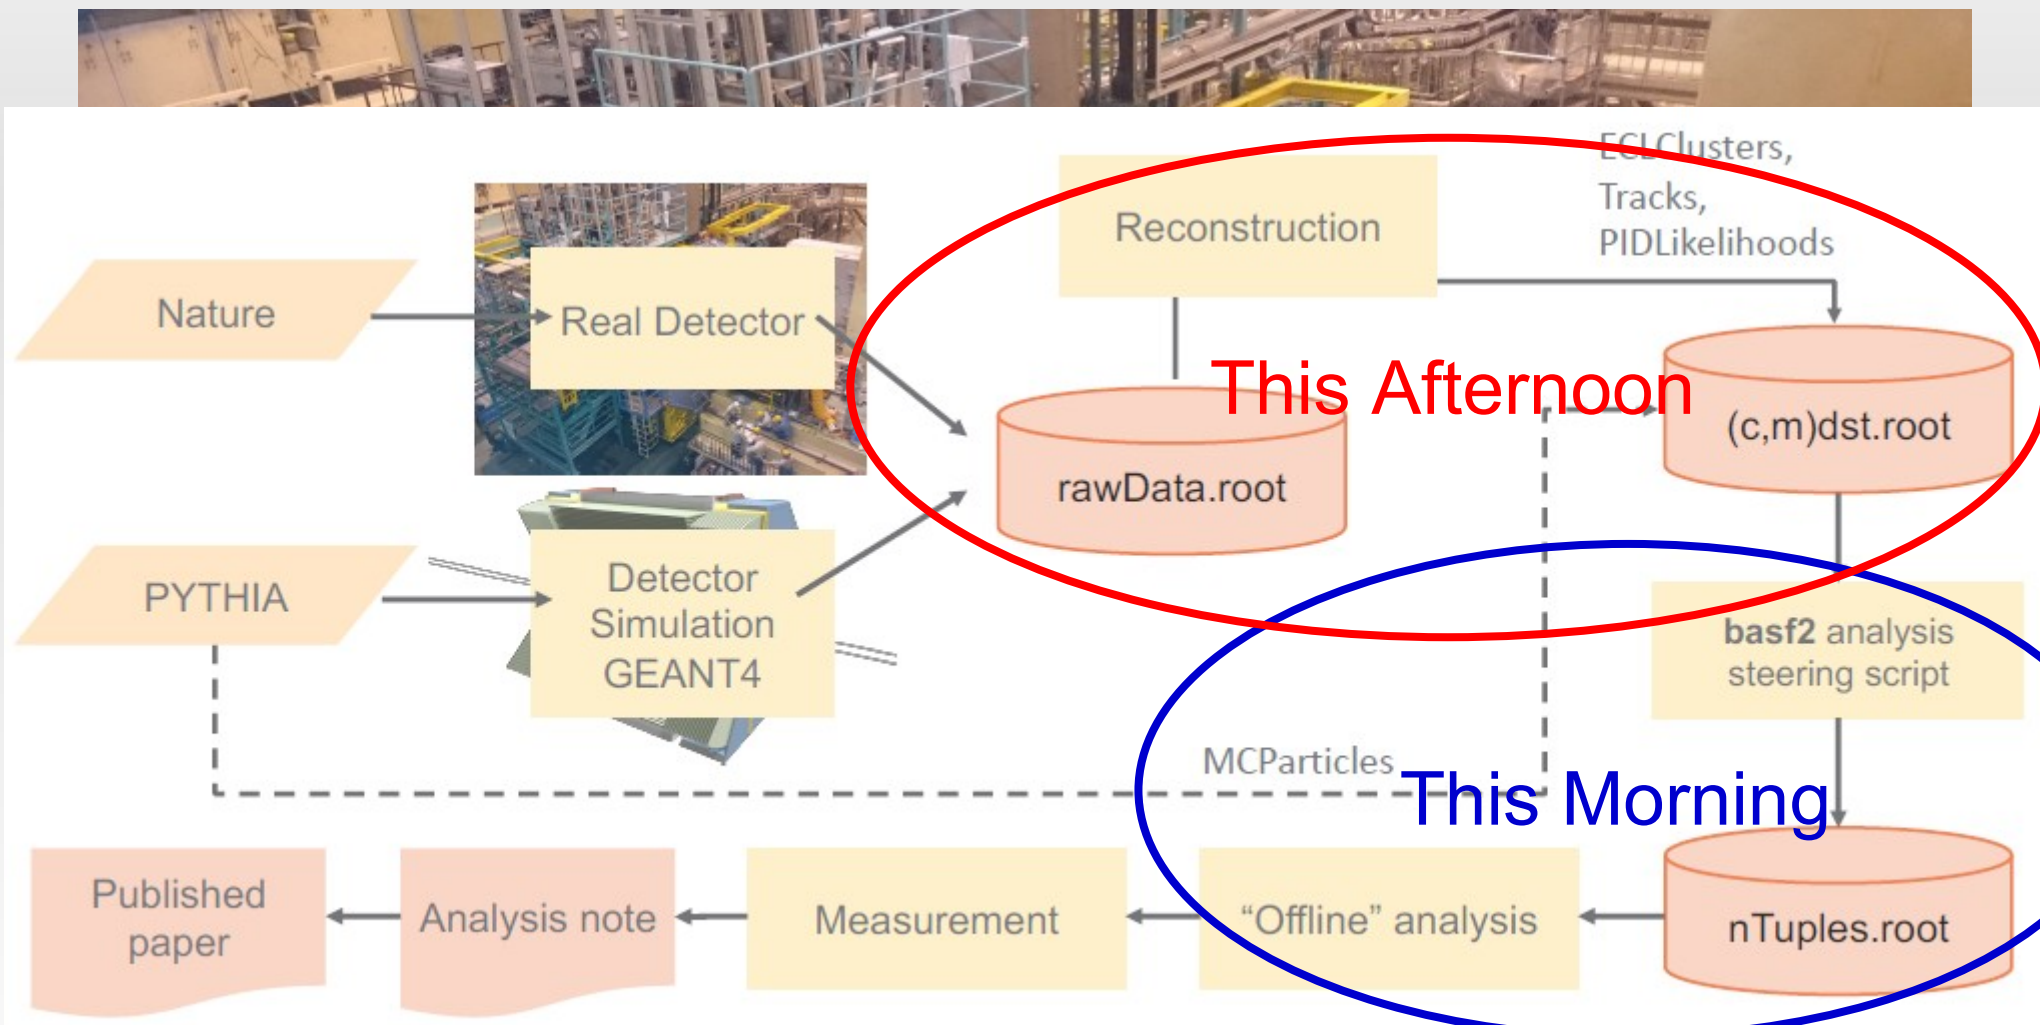 ECLClusters,
Tracks,
PIDLikelihoods
Reconstruction
Nature
Real Detector
This Afternoon
(c,m)dst.root
rawData.root
PYTHIA
Detector
Simulation
GEANT4
basf2 analysis
steering script
MCParticles
This Morning
Published
paper
Analysis note
Measurement
“Offline” analysis
nTuples.root